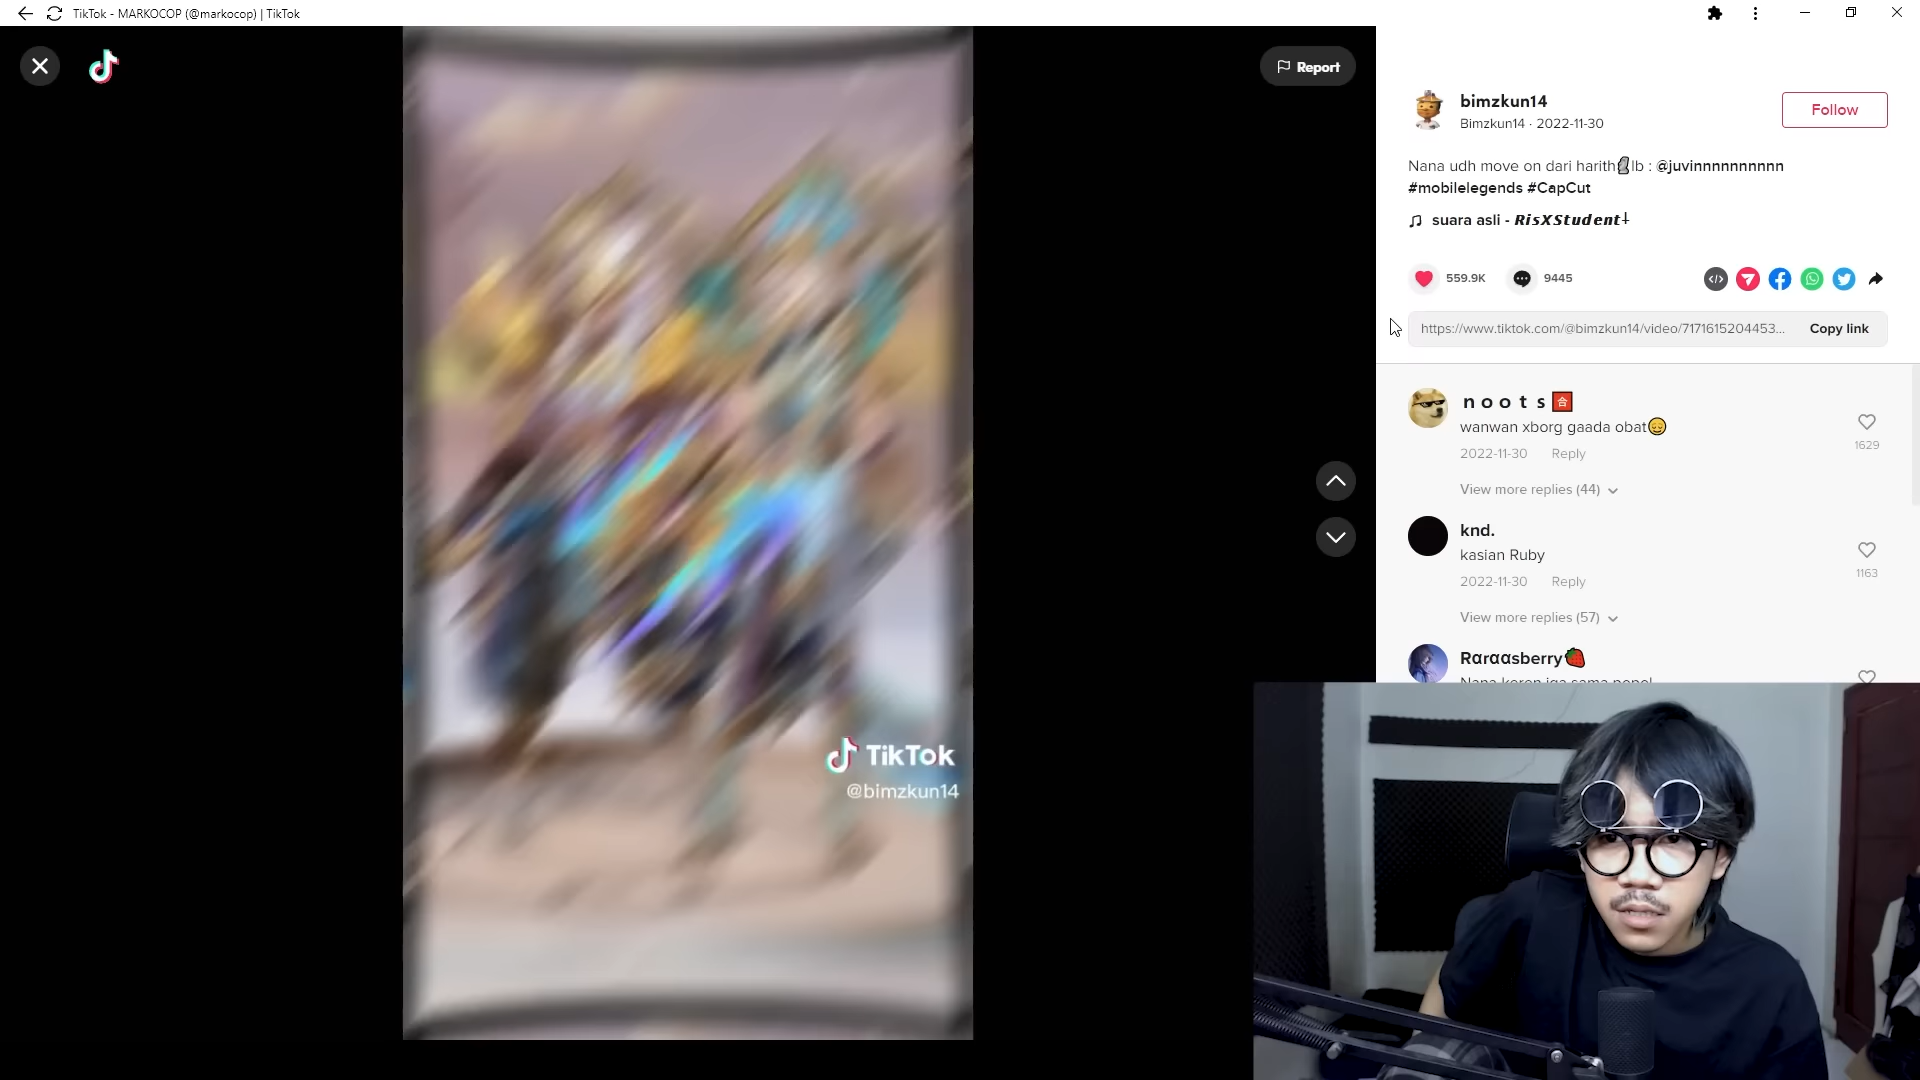 TikTok - MARKOCOP (@markocop) | TikTok
Report
bimzkun14
Bimzkun14 · 2022-11-30
Follow
Nana udh move on dari harith🗿lb : @juvinnnnnnnnnn
#mobilelegends #CapCut
suara asli - RisXStudent⸸
559.9K
9445
https://www.tiktok.com/@bimzkun14/video/7171615204453...
Copy link
n o o t s🈴
wanwan xborg gaada obat😌
1629
2022-11-30 Reply
View more replies (44)
knd.
kasian Ruby
1163
2022-11-30 Reply
View more replies (57)
Rαrααsberry🍓
TikTok
@bimzkun14